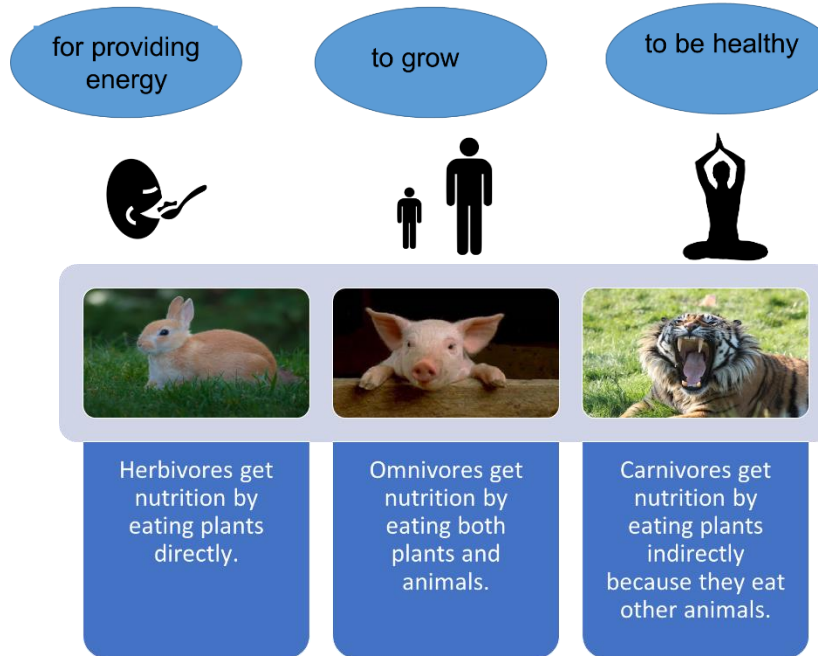 for providing
energy
to grow
to be healthy
Herbivores get
nutrition by
eating plants
directly.
Omnivores get
nutrition by
eating both
plants and
animals.
Carnivores get
nutrition by
eating plants
indirectly
because they eat
other animals.